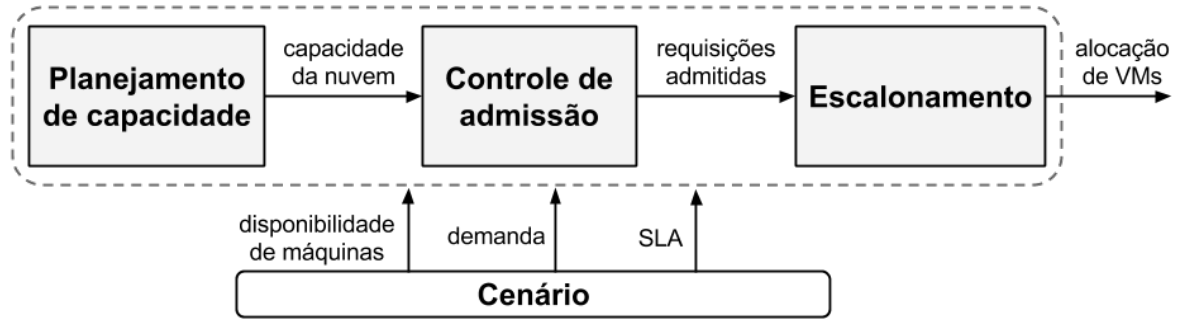 Planejamento
de capacidade
capacidade
da nuvem
Controle de
admissão
requisições
admitidas
Escalonamento
alocação
de VMs
disponibilidade
de máquinas
demanda
SLA
Cenário